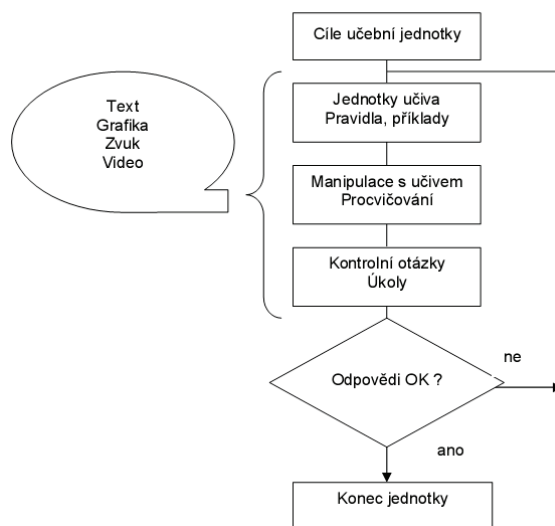 Cíle učební jednotky
Text
Grafika
Zvuk
Video
Jednotky učiva
Pravidla, příklady
Manipulace s učivem
Procvičování
Kontrolní otázky
Úkoly
Odpovědi OK ?
ne
ano
Konec jednotky